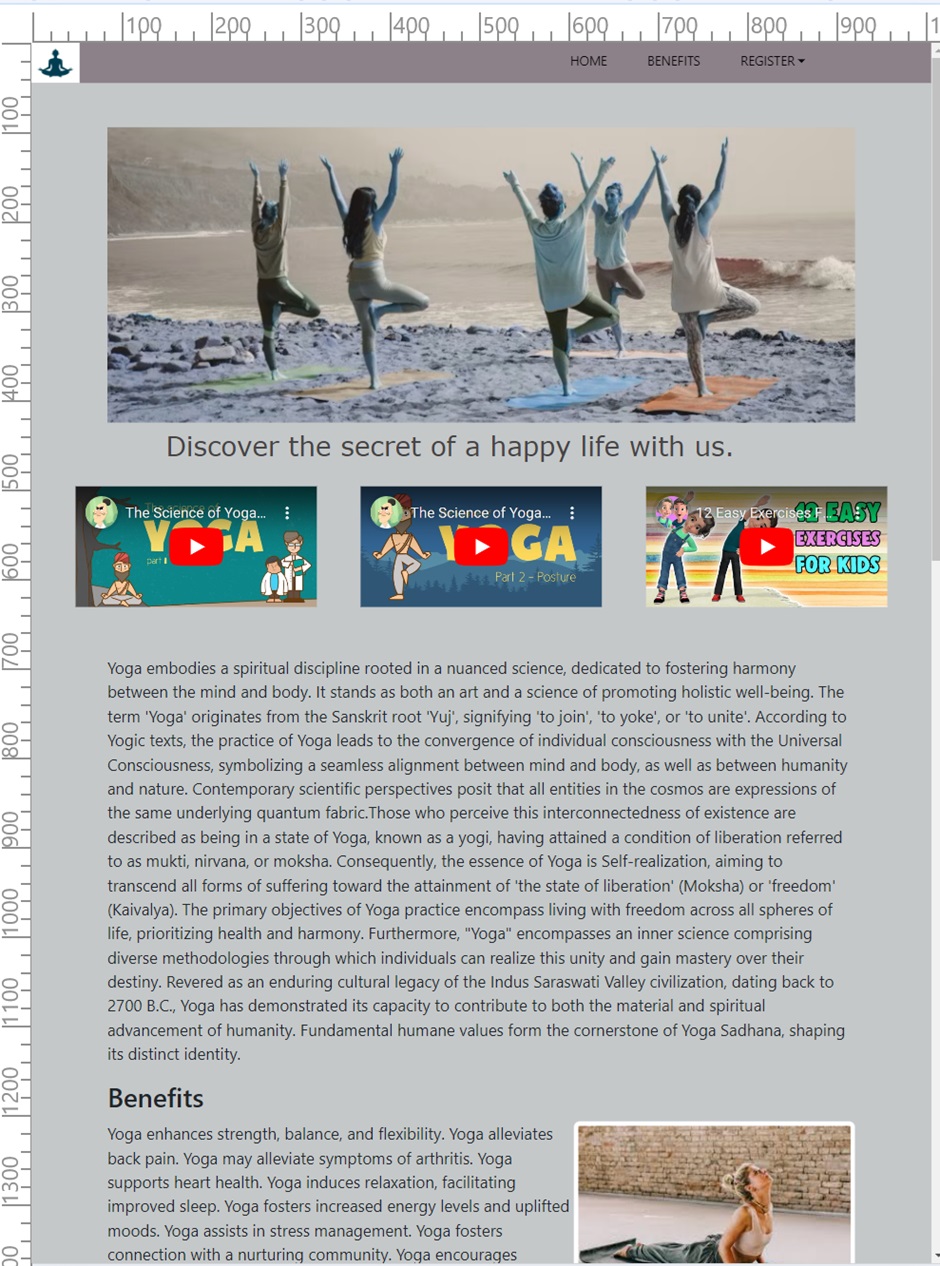 100 200 300 400 500 600 700 800 900
HOME BENEFITS REGISTER
100
200
300
400
500
600
700
800
900
1000
1100
1200
1300
Discover the secret of a happy life with us.
The Science of Yoga...
YOGA
part 1
The Science of Yoga...
YOGA
Part 2 - Posture
12 Easy Exercises F...
12 EASY
EXERCISES
FOR KIDS
Yoga embodies a spiritual discipline rooted in a nuanced science, dedicated to fostering harmony
between the mind and body. It stands as both an art and a science of promoting holistic well-being. The
term 'Yoga' originates from the Sanskrit root 'Yuj', signifying 'to join', 'to yoke', or 'to unite'. According to
Yogic texts, the practice of Yoga leads to the convergence of individual consciousness with the Universal
Consciousness, symbolizing a seamless alignment between mind and body, as well as between humanity
and nature. Contemporary scientific perspectives posit that all entities in the cosmos are expressions of
the same underlying quantum fabric.Those who perceive this interconnectedness of existence are
described as being in a state of Yoga, known as a yogi, having attained a condition of liberation referred
to as mukti, nirvana, or moksha. Consequently, the essence of Yoga is Self-realization, aiming to
transcend all forms of suffering toward the attainment of 'the state of liberation' (Moksha) or 'freedom'
(Kaivalya). The primary objectives of Yoga practice encompass living with freedom across all spheres of
life, prioritizing health and harmony. Furthermore, "Yoga" encompasses an inner science comprising
diverse methodologies through which individuals can realize this unity and gain mastery over their
destiny. Revered as an enduring cultural legacy of the Indus Saraswati Valley civilization, dating back to
2700 B.C., Yoga has demonstrated its capacity to contribute to both the material and spiritual
advancement of humanity. Fundamental humane values form the cornerstone of Yoga Sadhana, shaping
its distinct identity.
Benefits
Yoga enhances strength, balance, and flexibility. Yoga alleviates
back pain. Yoga may alleviate symptoms of arthritis. Yoga
supports heart health. Yoga induces relaxation, facilitating
improved sleep. Yoga fosters increased energy levels and uplifted
moods. Yoga assists in stress management. Yoga fosters
connection with a nurturing community. Yoga encourages